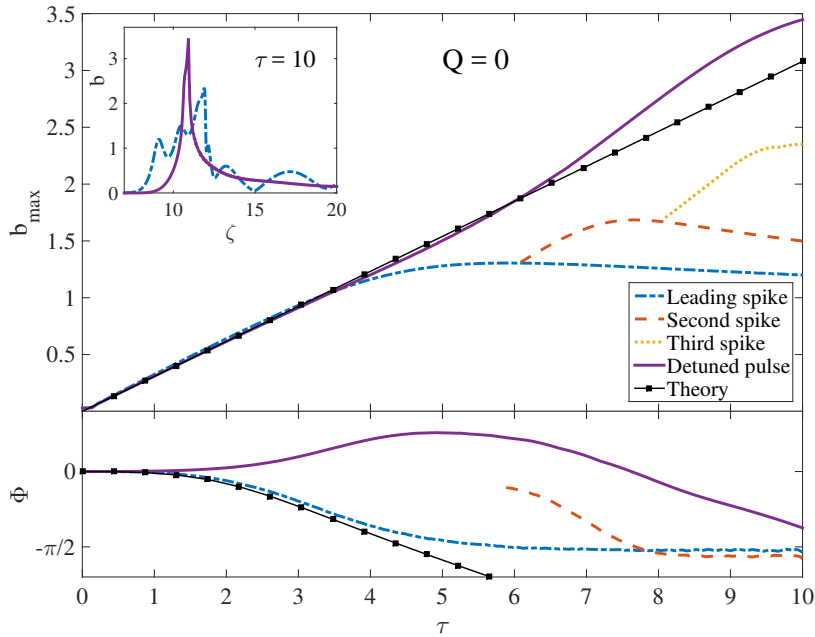 3.5
3
2.5
2
1.5
1
0.5
b_max
3
2
1
0
b
10
15
20
ζ
τ = 10
Q = 0
Leading spike
Second spike
Third spike
Detuned pulse
Theory
0
-π/2
Φ
0
1
2
3
4
5
6
7
8
9
10
τ